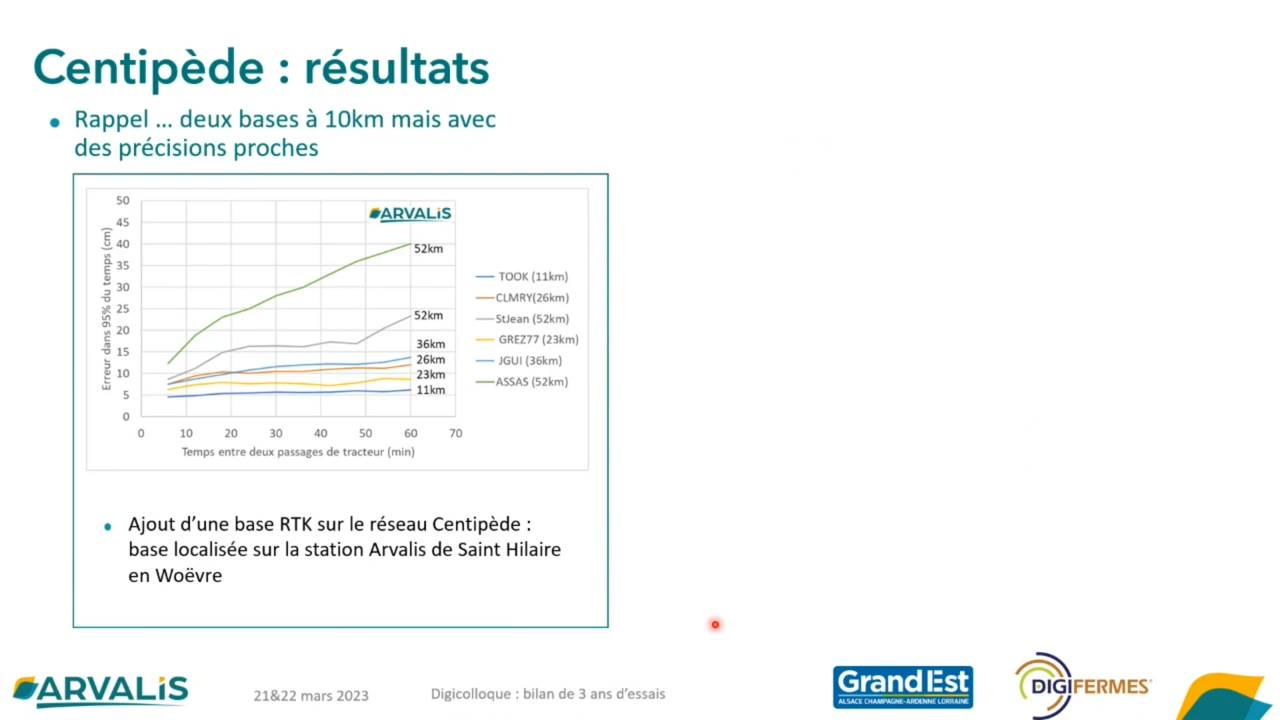 Centipède : résultats
Rappel ... deux bases à 10km mais avec
des précisions proches
ARVALIS
50
45
40
35
30
25
20
15
10
5
0
Erreur dans 95% du temps (cm)
52km
52km
36km
26km
23km
11km
0 10 20 30 40 50 60 70
Temps entre deux passages de tracteur (min)
TOOK (11km)
CLMRY(26km)
StJean (52km)
GREZ77 (23km)
JGUI (36km)
ASSAS (52km)
Ajout d’une base RTK sur le réseau Centipède :
base localisée sur la station Arvalis de Saint Hilaire
en Woëvre
ARVALIS
21&22 mars 2023
Digicolloque : bilan de 3 ans d’essais
GrandEst
ALSACE CHAMPAGNE-ARDENNE LORRAINE
DIGIFERMES®